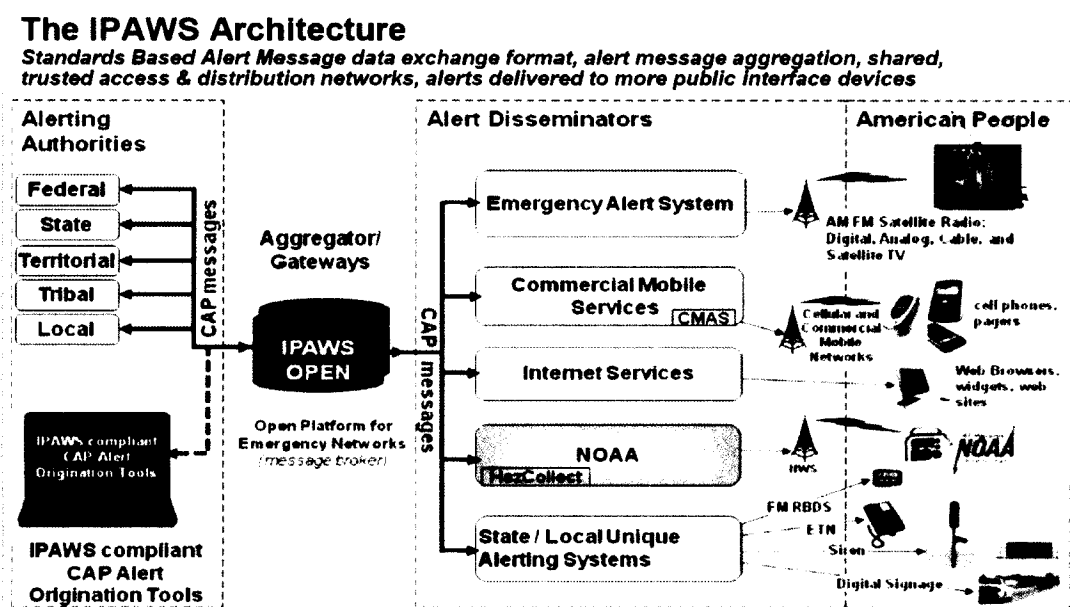 The IPAWS Architecture
Standards Based Alert Message data exchange format, alert message aggregation, shared,
trusted access & distribution networks, alerts delivered to more public interface devices
Alerting
Authorities
Federal
State
Territorial
Tribal
Local
CAP messages
IPAWS compliant
CAP Alert
Origination Tools
IPAWS compliant
CAP Alert
Origination Tools
Aggregator/
Gateways
IPAWS
OPEN
Open Platform for
Emergency Networks
(message broker)
CAP messages
Alert Disseminators
Emergency Alert System
Commercial Mobile
Services
CMAS
Internet Services
NOAA
HazCollect
State / Local Unique
Alerting Systems
American People
AM FM Satellite Radio;
Digital, Analog, Cable, and
Satellite TV
Cellular and
Commercial
Mobile
Networks
cell phones,
pagers
Web Browsers,
widgets, web
sites
NWS
NOAA
FM RBDS
ETN
Siren
Digital Signage